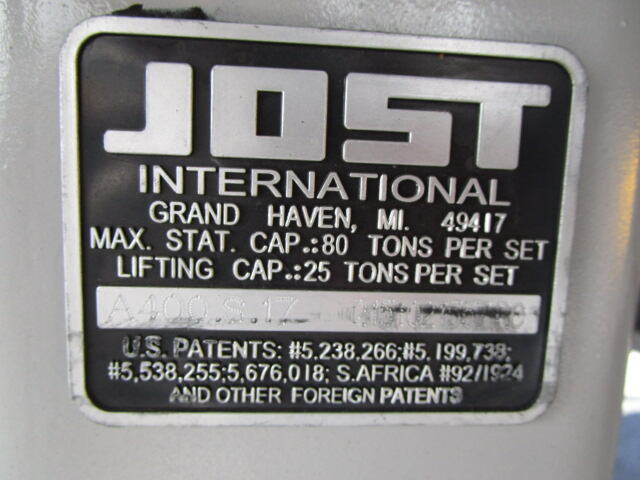 JOST
INTERNATIONAL
GRAND HAVEN, MI. 49417
MAX. STAT. CAP.:80 TONS PER SET
LIFTING CAP.:25 TONS PER SET
A400.S.17
U.S. PATENTS: #5,238,266;#5,199,738;
#5,538,255;5,676,018; S.AFRICA #92/1924
AND OTHER FOREIGN PATENTS